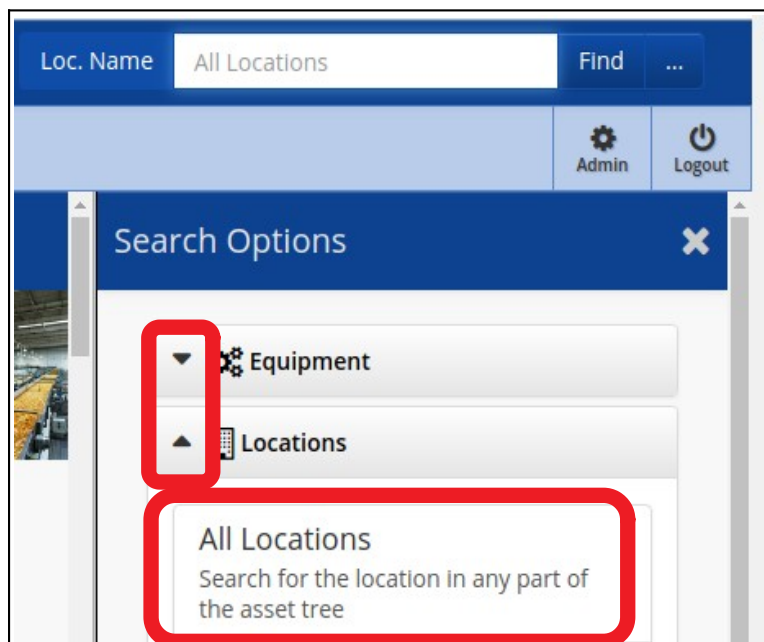 Loc. Name All Locations Find ...
Admin Logout
Search Options
Equipment
Locations
All Locations
Search for the location in any part of
the asset tree